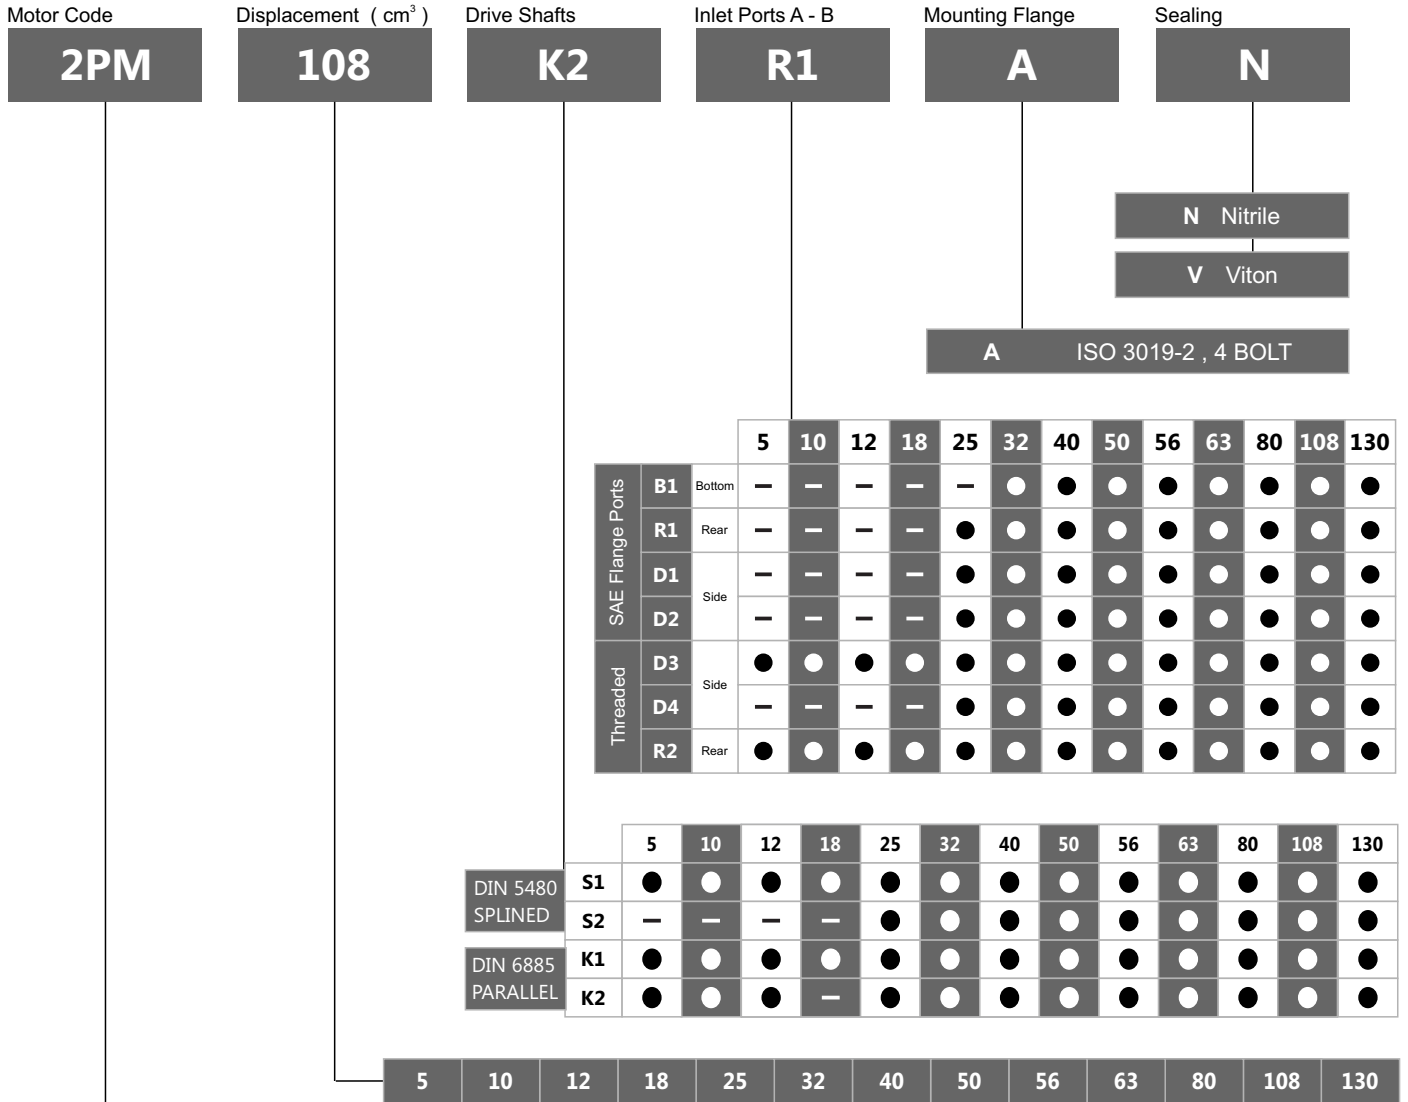 Motor Code Displacement ( cm³ ) Drive Shafts Inlet Ports A - B Mounting Flange Sealing
2PM 108 K2 R1 A N
N Nitrile
V Viton
A ISO 3019-2 , 4 BOLT
5 10 12 18 25 32 40 50 56 63 80 108 130
SAE Flange Ports
B1 Bottom – – – – – ● ● ● ● ● ● ● ●
R1 Rear – – – – ● ● ● ● ● ● ● ● ●
D1 – – – – ● ● ● ● ● ● ● ● ●
Side
D2 – – – – ● ● ● ● ● ● ● ● ●
Threaded
D3 ● ● ● ● ● ● ● ● ● ● ● ● ●
Side
D4 – – – – ● ● ● ● ● ● ● ● ●
R2 Rear ● ● ● ● ● ● ● ● ● ● ● ● ●
5 10 12 18 25 32 40 50 56 63 80 108 130
DIN 5480
SPLINED
S1 ● ● ● ● ● ● ● ● ● ● ● ● ●
S2 – – – – ● ● ● ● ● ● ● ● ●
DIN 6885
PARALLEL
K1 ● ● ● ● ● ● ● ● ● ● ● ● ●
K2 ● ● ● – ● ● ● ● ● ● ● ● ●
5 10 12 18 25 32 40 50 56 63 80 108 130